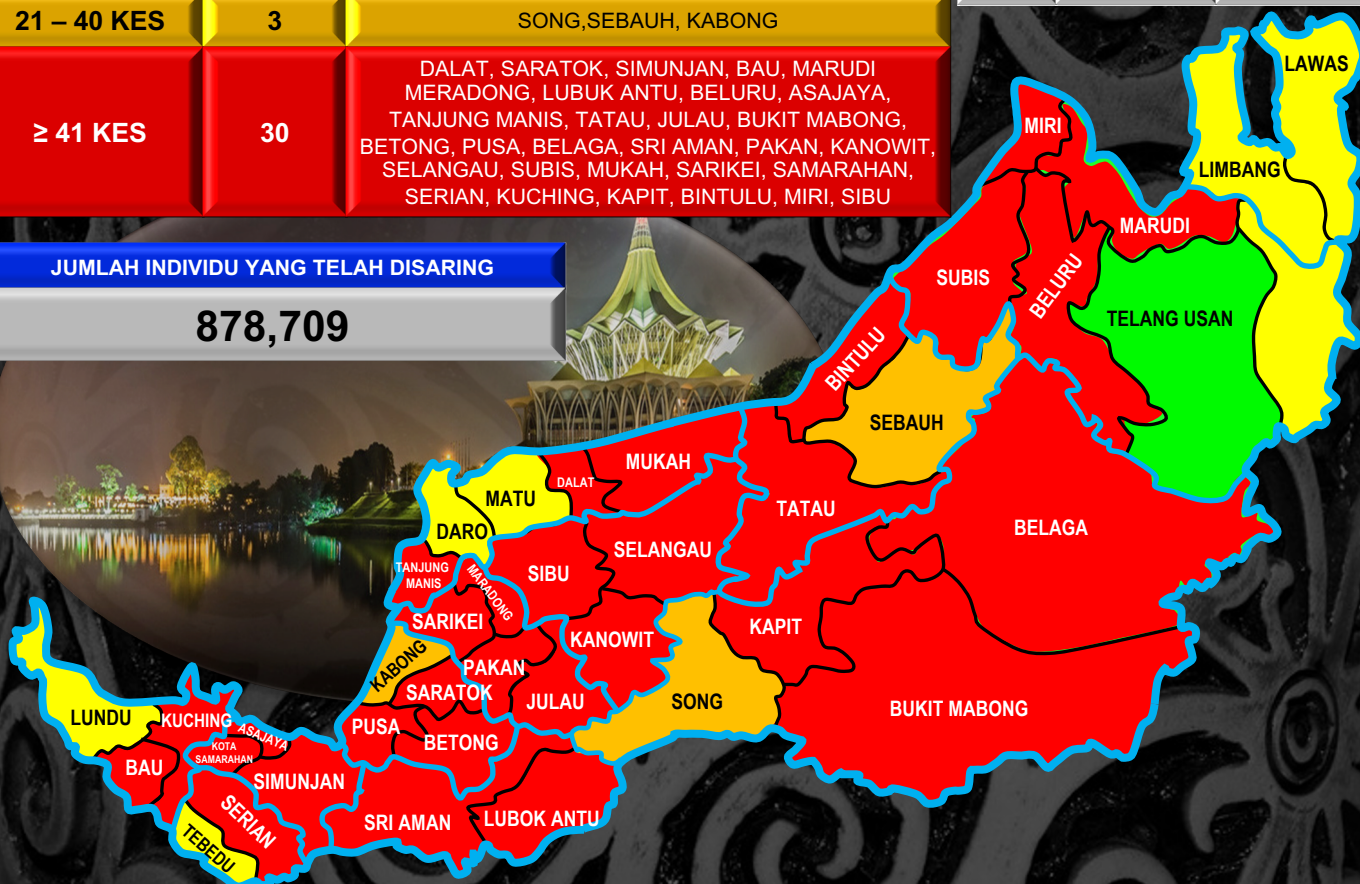 21 – 40 KES
3
SONG,SEBAUH, KABONG
≥ 41 KES
30
DALAT, SARATOK, SIMUNJAN, BAU, MARUDI
MERADONG, LUBUK ANTU, BELURU, ASAJAYA,
TANJUNG MANIS, TATAU, JULAU, BUKIT MABONG,
BETONG, PUSA, BELAGA, SRI AMAN, PAKAN, KANOWIT,
SELANGAU, SUBIS, MUKAH, SARIKEI, SAMARAHAN,
SERIAN, KUCHING, KAPIT, BINTULU, MIRI, SIBU
JUMLAH INDIVIDU YANG TELAH DISARING
878,709
LAWAS
MIRI
LIMBANG
MARUDI
SUBIS
BELURU
TELANG USAN
BINTULU
SEBAUH
MUKAH
DALAT
MATU
TATAU
DARO
BELAGA
SELANGAU
TANJUNG
MANIS
MARADONG
SIBU
SARIKEI
KANOWIT
KAPIT
KABONG
PAKAN
SARATOK
JULAU
SONG
BUKIT MABONG
LUNDU
KUCHING
ASAJAYA
PUSA
BETONG
KOTA
SAMARAHAN
BAU
SIMUNJAN
SERIAN
SRI AMAN
LUBOK ANTU
TEBEDU